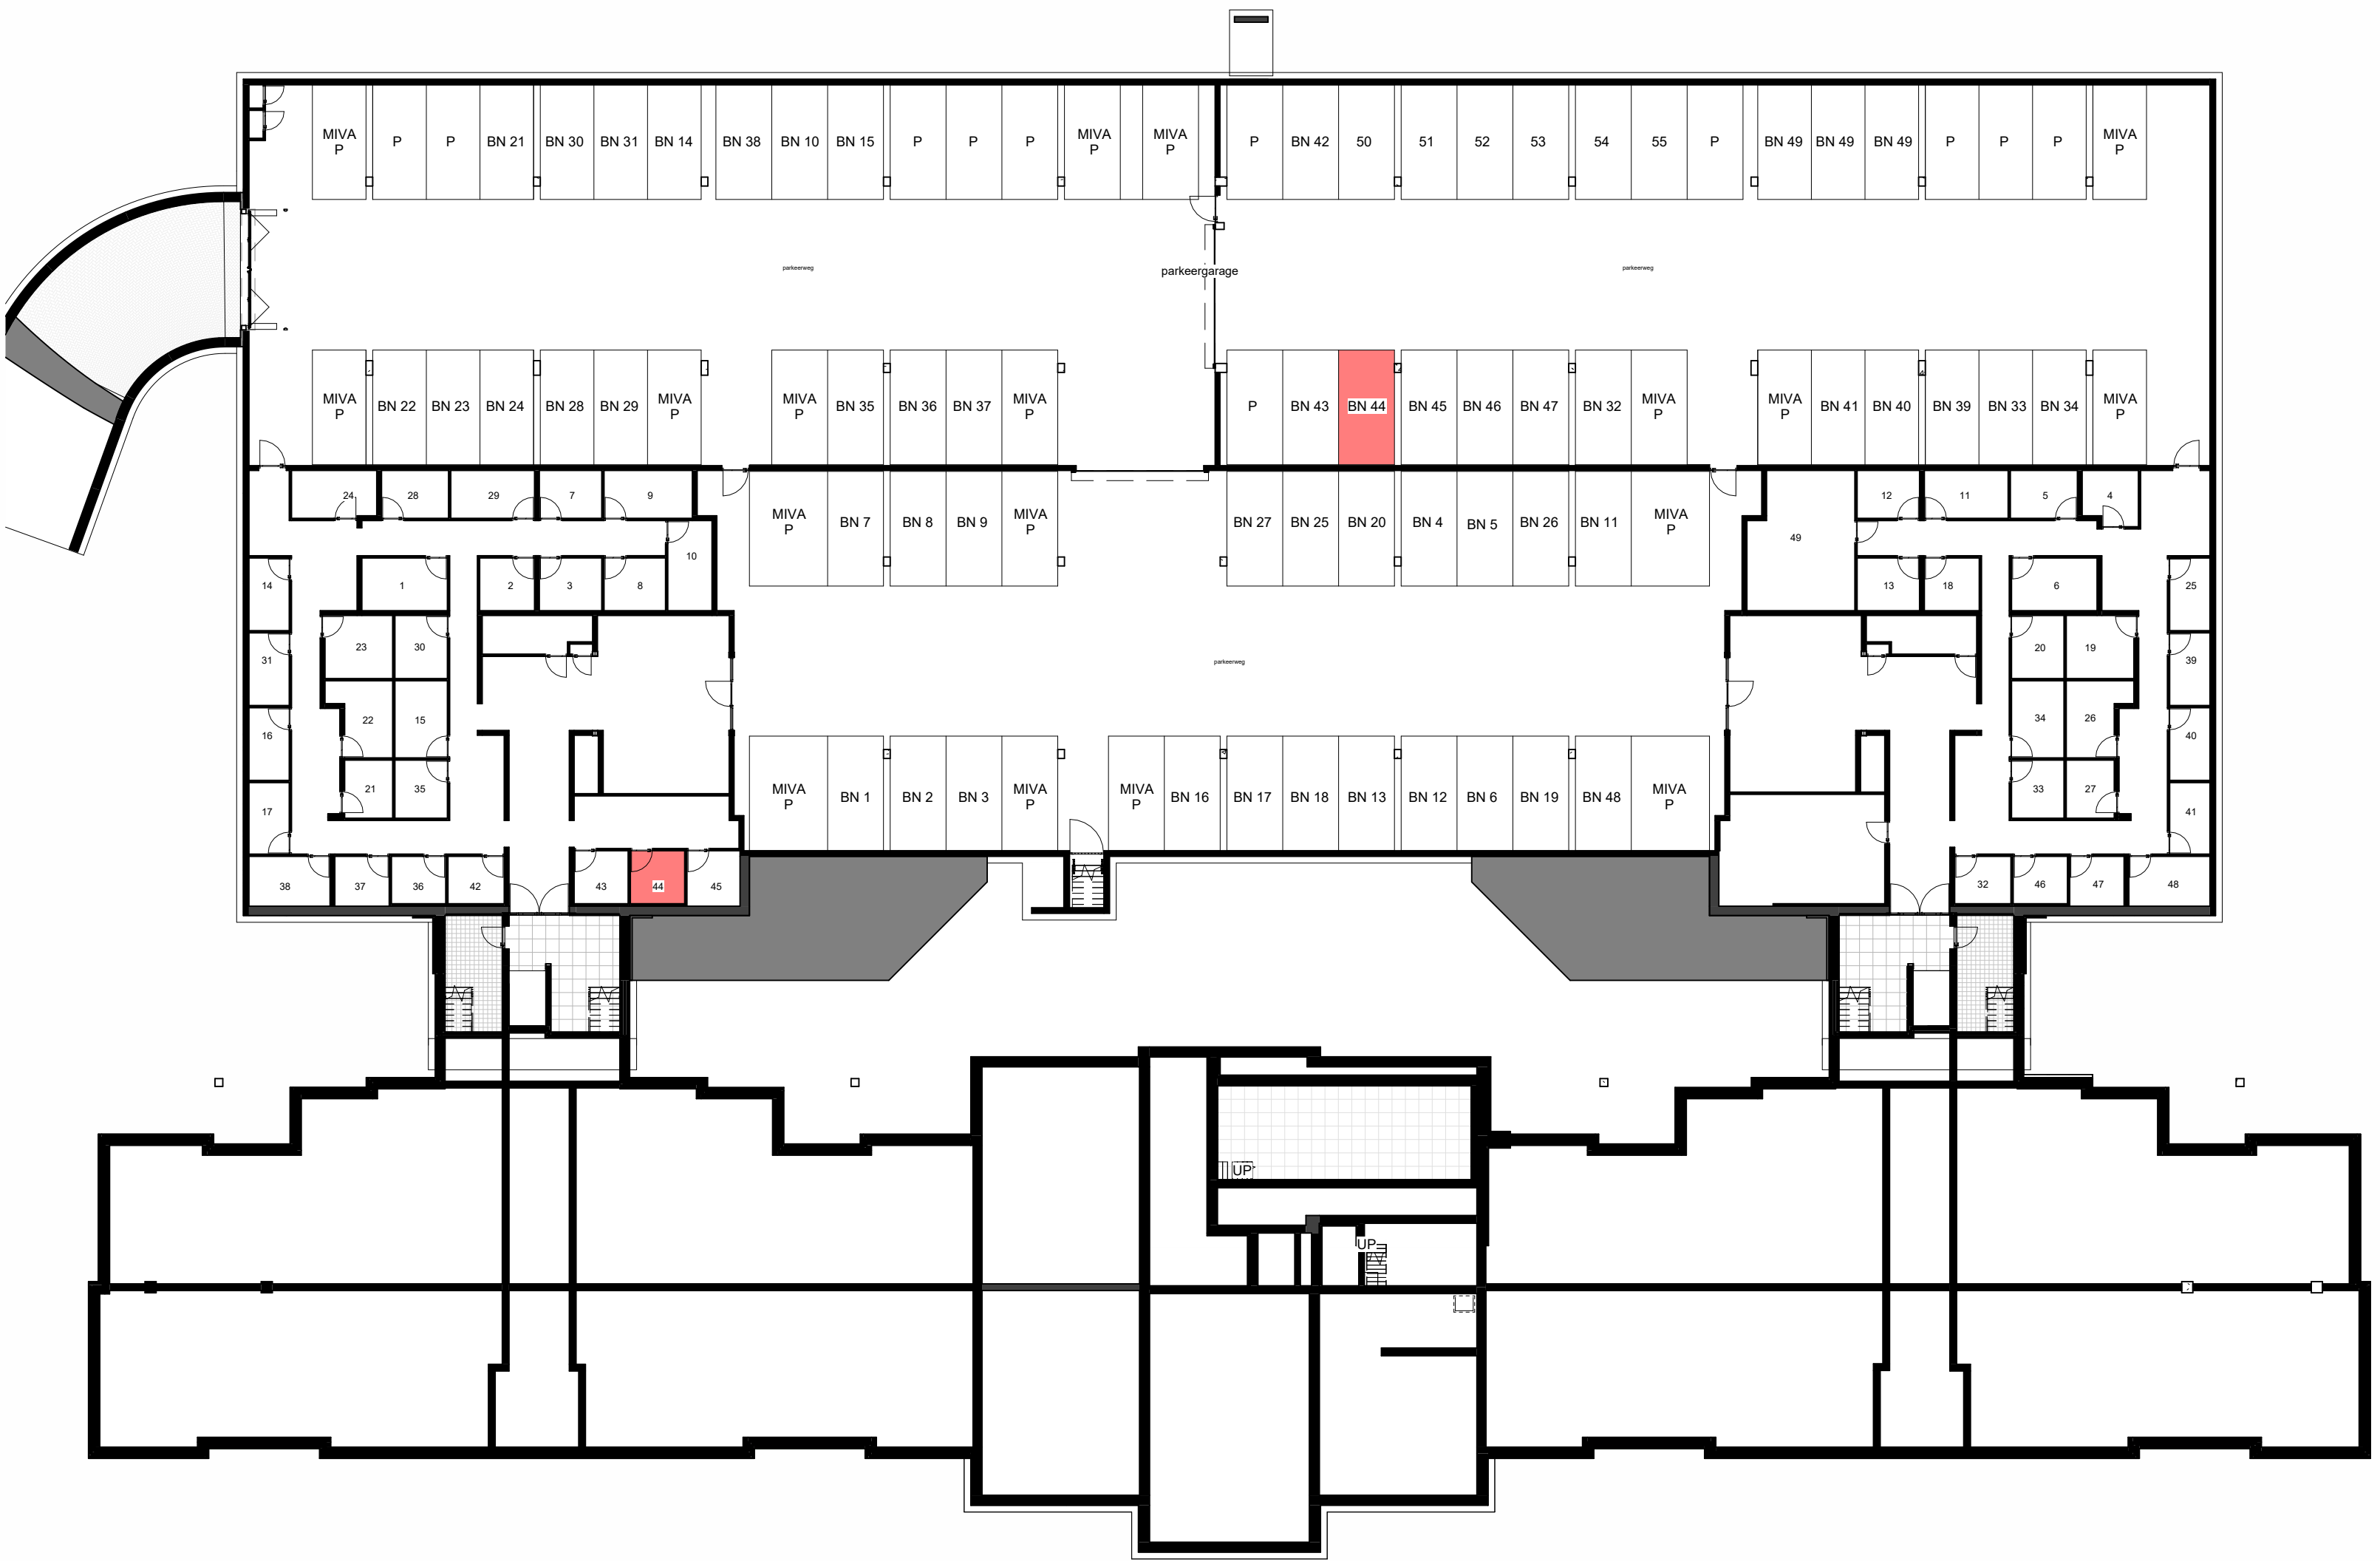 MIVA
P
P
P
BN 21
BN 30
BN 31
BN 14
BN 38
BN 10
BN 15
P
P
P
MIVA
P
MIVA
P
P
BN 42
50
51
52
53
54
55
P
BN 49
BN 49
BN 49
P
P
P
MIVA
P
parkeerweg
parkeergarage
parkeerweg
MIVA
P
BN 22
BN 23
BN 24
BN 28
BN 29
MIVA
P
MIVA
P
BN 35
BN 36
BN 37
MIVA
P
P
BN 43
BN 44
BN 45
BN 46
BN 47
BN 32
MIVA
P
MIVA
P
BN 41
BN 40
BN 39
BN 33
BN 34
MIVA
P
24
28
29
7
9
MIVA
P
BN 7
BN 8
BN 9
MIVA
P
BN 27
BN 25
BN 20
BN 4
BN 5
BN 26
BN 11
MIVA
P
49
12
11
5
4
10
14
1
2
3
8
13
18
6
25
23
30
20
19
31
39
parkeerweg
22
15
34
26
16
40
21
35
33
27
17
41
MIVA
P
BN 1
BN 2
BN 3
MIVA
P
MIVA
P
BN 16
BN 17
BN 18
BN 13
BN 12
BN 6
BN 19
BN 48
MIVA
P
38
37
36
42
43
44
45
32
46
47
48
UP
UP